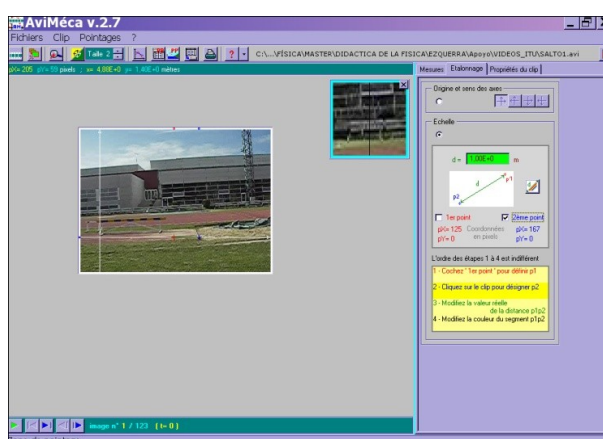 AviMéca v.2.7
Fichiers Clip Pointages ?
Taille 2 ? C:\...\FÍSICA\MASTER\DIDACTICA DE LA FISICA\EZQUERRA\Apoyo\VIDEOS_ITU\SALTO1.avi
pX= 205 pY= 59 pixels ; x= 4.88E+0 y= 1.40E+0 mètres
Mesures Etalonnage Propriétés du clip
Origine et sens des axes
Echelle
d = 1.00E+0 m
d
p1
p2
1er point 2ème point
pX= 125 Coordonnées pX= 167
pY= 0 en pixels pY= 0
L'ordre des étapes 1 à 4 est indifférent
1 - Cochez "1er point" pour définir p1
2 - Cliquez sur le clip pour désigner p2
3 - Modifiez la valeur réelle
de la distance p1p2
4 - Modifiez la couleur du segment p1p2
image n° 1 / 123 ( t= 0 )